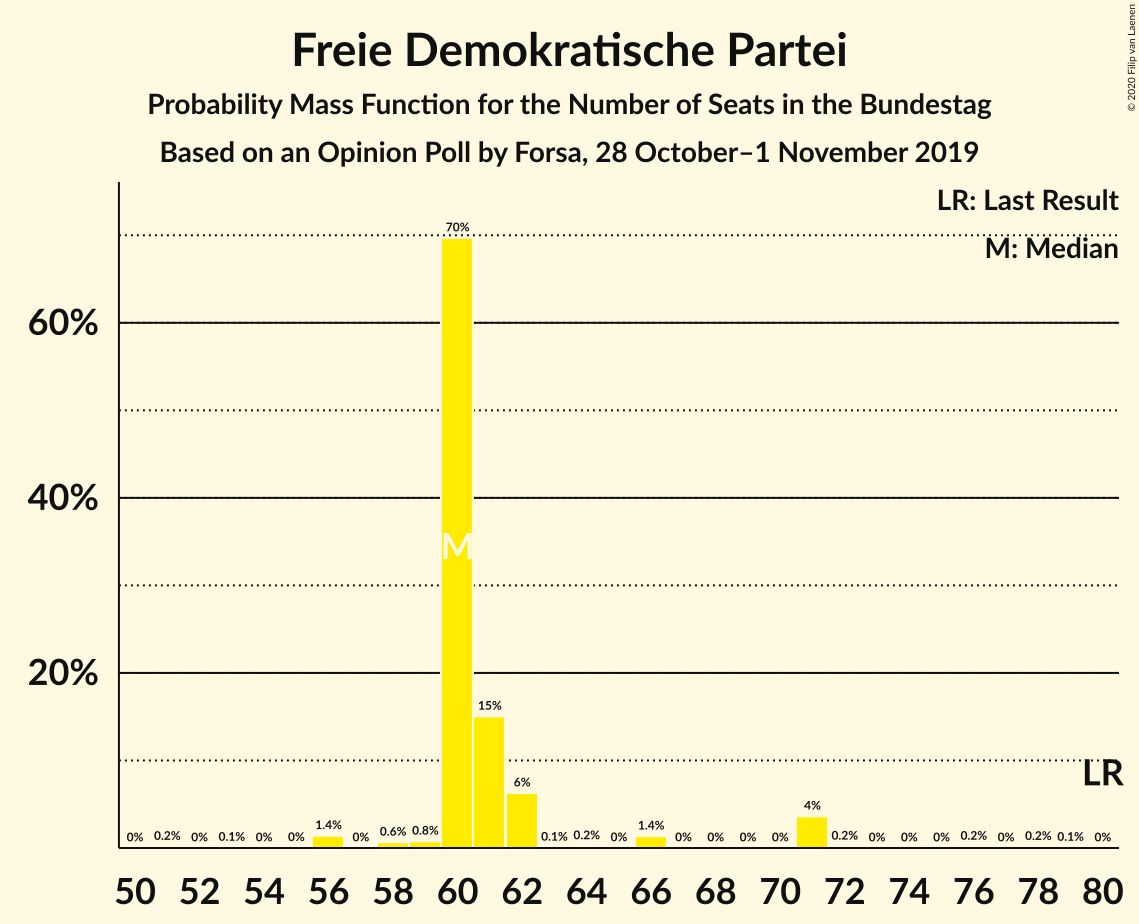 Freie Demokratische Partei
Probability Mass Function for the Number of Seats in the Bundestag
Based on an Opinion Poll by Forsa, 28 October–1 November 2019
© 2020 Filip van Laenen
LR: Last Result
M: Median
60%
40%
20%
0% 0.2% 0% 0.1% 0% 0% 1.4% 0% 0.6% 0.8% 70% 15% 6% 0.1% 0.2% 0% 1.4% 0% 0% 0% 0% 4% 0.2% 0% 0% 0% 0.2% 0% 0.2% 0.1% 0%
M
LR
50 52 54 56 58 60 62 64 66 68 70 72 74 76 78 80